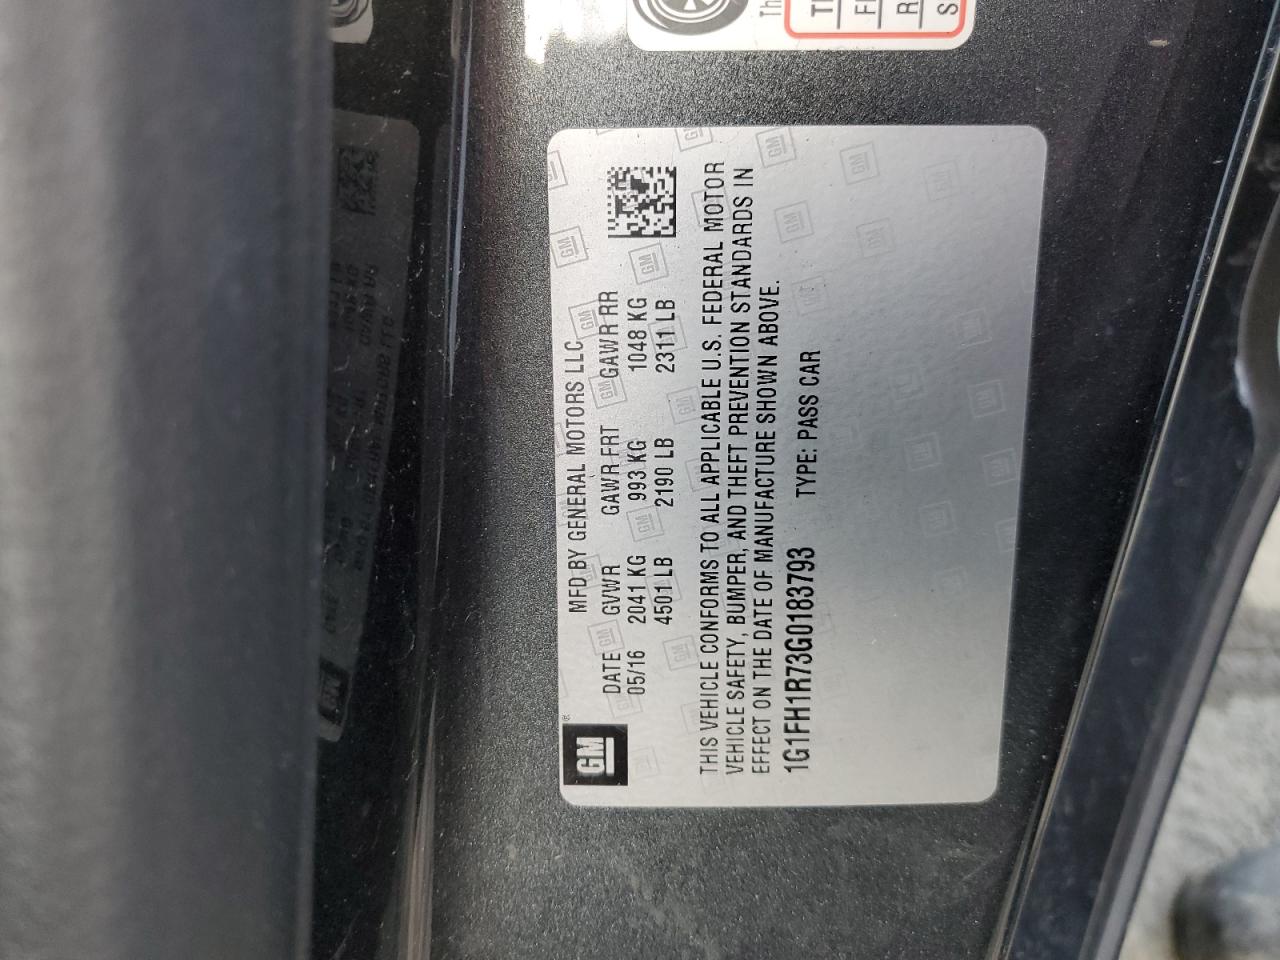 GM ®
MFD BY GENERAL MOTORS LLC
DATE GVWR GAWR FRT GAWR RR
05/16 2041 KG 993 KG 1048 KG
4501 LB 2190 LB 2311 LB
THIS VEHICLE CONFORMS TO ALL APPLICABLE U.S. FEDERAL MOTOR
VEHICLE SAFETY, BUMPER, AND THEFT PREVENTION STANDARDS IN
EFFECT ON THE DATE OF MANUFACTURE SHOWN ABOVE.
1G1FH1R73G0183793 TYPE: PASS CAR